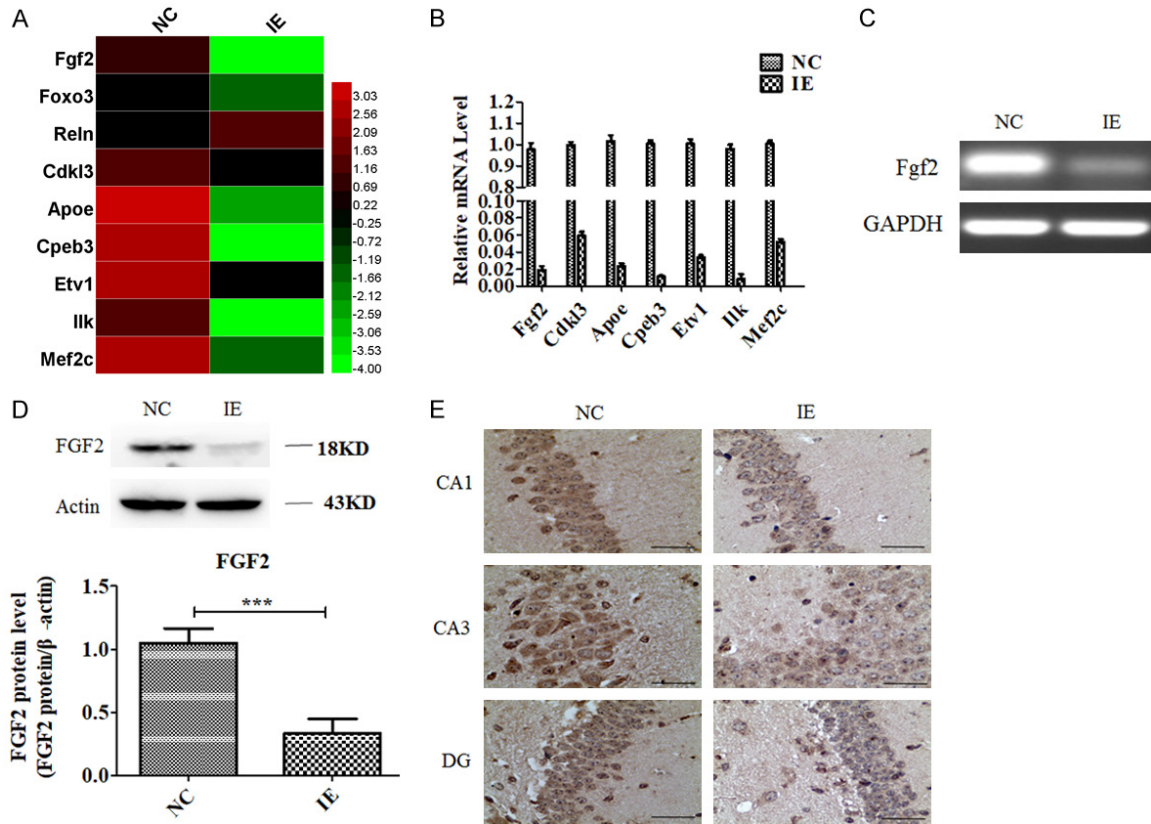 A
NC IE
Fgf2
Foxo3
Reln
Cdkl3
Apoe
Cpeb3
Etv1
Ilk
Mef2c
3.03
2.56
2.09
1.63
1.16
0.69
0.22
-0.25
-0.72
-1.19
-1.66
-2.12
-2.59
-3.06
-3.53
-4.00
B
NC
IE
Relative mRNA Level
1.2
1.1
1.0
0.9
0.8
0.10
0.08
0.06
0.04
0.02
0.00
Fgf2 Cdkl3 Apoe Cpeb3 Etv1 Ilk Mef2c
C
NC IE
Fgf2
GAPDH
D
NC IE
FGF2 18KD
Actin 43KD
FGF2
FGF2 protein level
(FGF2 protein/β -actin)
1.5
1.0
0.5
0.0
***
NC IE
E
NC IE
CA1
CA3
DG